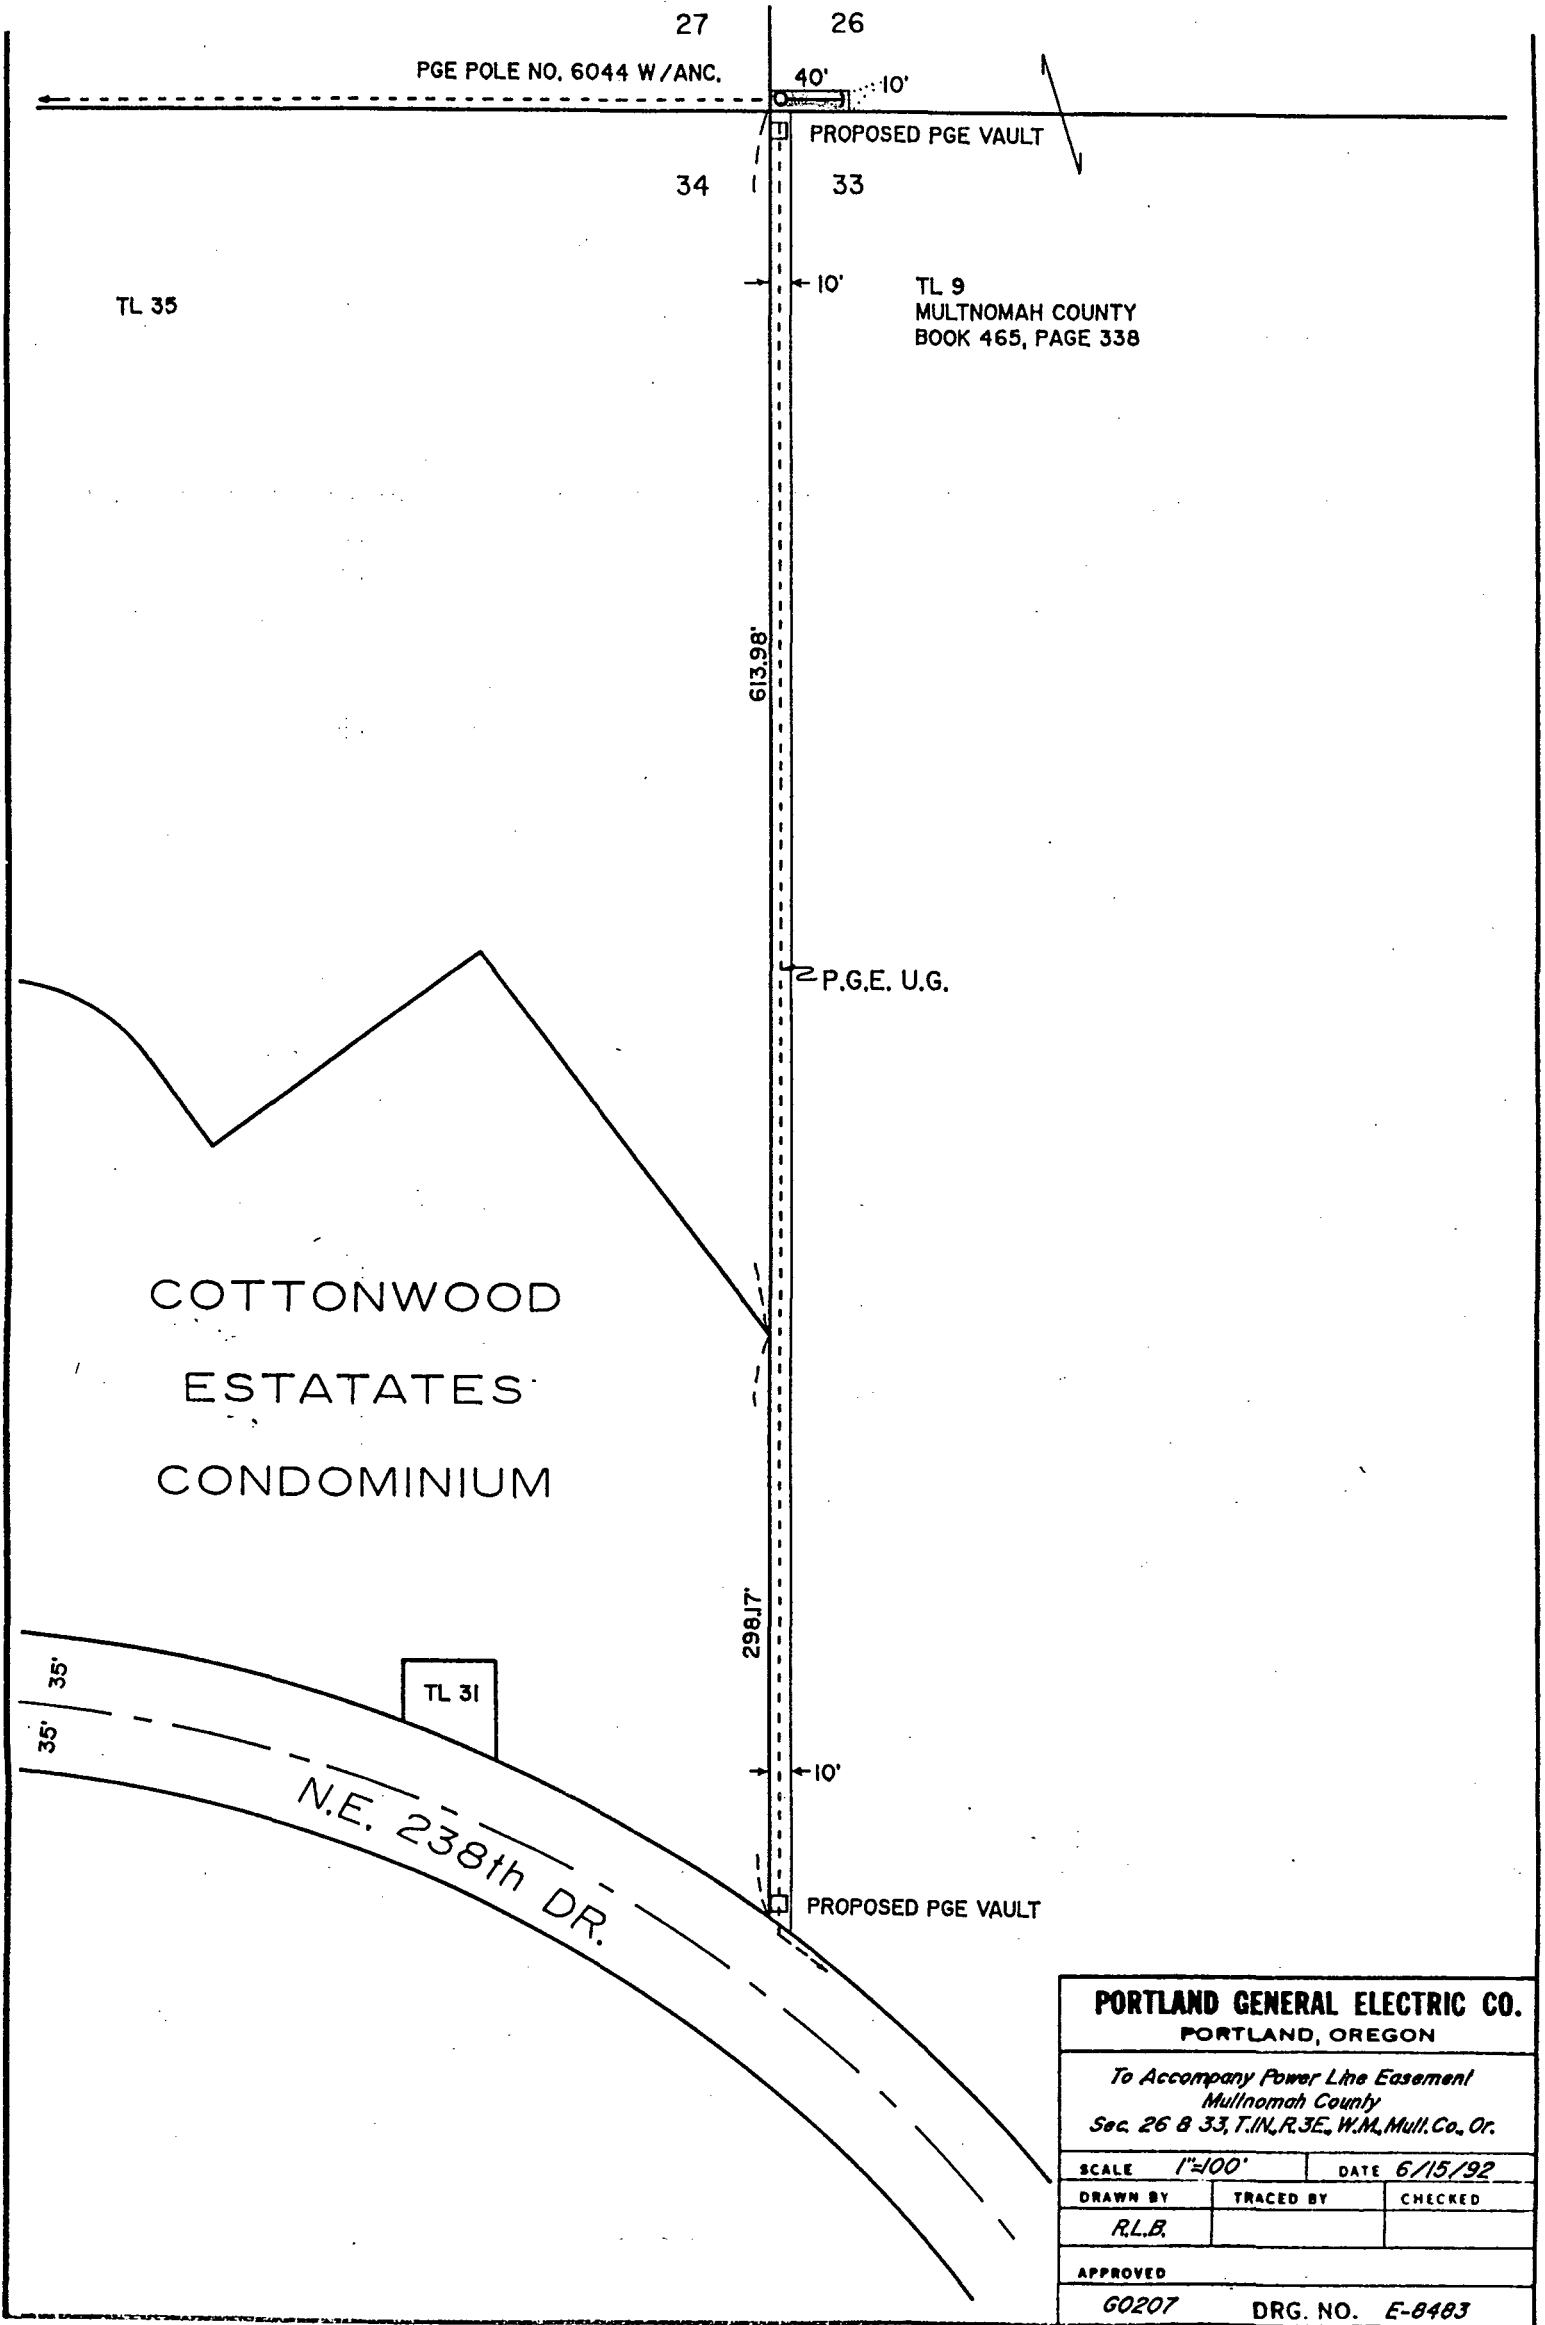 27 26
PGE POLE NO. 6044 W/ANC.
40'
10'
PROPOSED PGE VAULT
34 33
10'
TL 35
TL 9
MULTNOMAH COUNTY
BOOK 465, PAGE 338
613.98'
P.G.E. U.G.
COTTONWOOD
ESTATATES
CONDOMINIUM
298.17'
35'
35'
TL 31
10'
N.E. 238th DR.
PROPOSED PGE VAULT
PORTLAND GENERAL ELECTRIC CO.
PORTLAND, OREGON
To Accompany Power Line Easement
Multnomah County
Sec. 26 & 33, T.1N., R.3E., W.M., Mult. Co., Or.
SCALE 1"=100' DATE 6/15/92
DRAWN BY TRACED BY CHECKED
R.L.B.
APPROVED
G0207 DRG. NO. E-8483